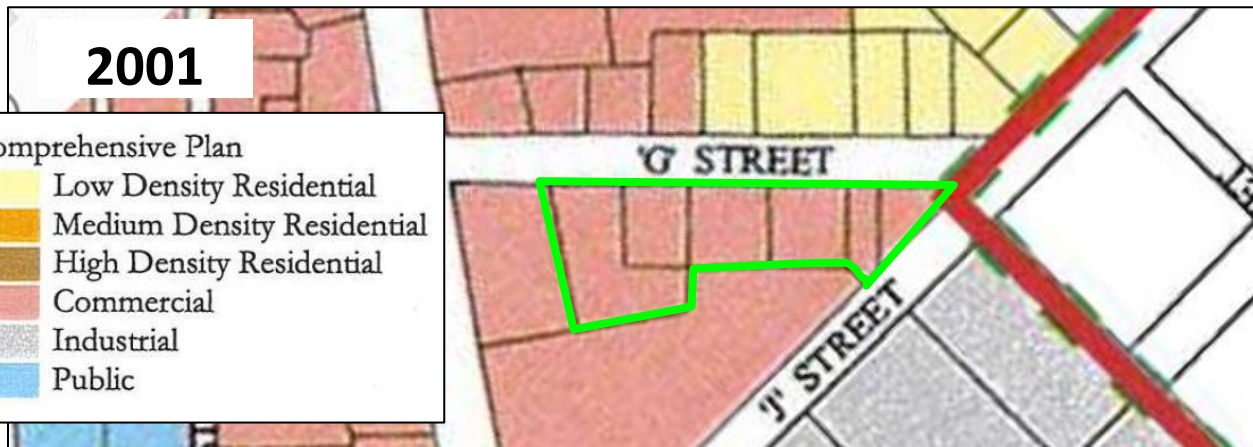 2001
omprehensive Plan
Low Density Residential
Medium Density Residential
High Density Residential
Commercial
Industrial
Public
'G' STREET
'J' STREET